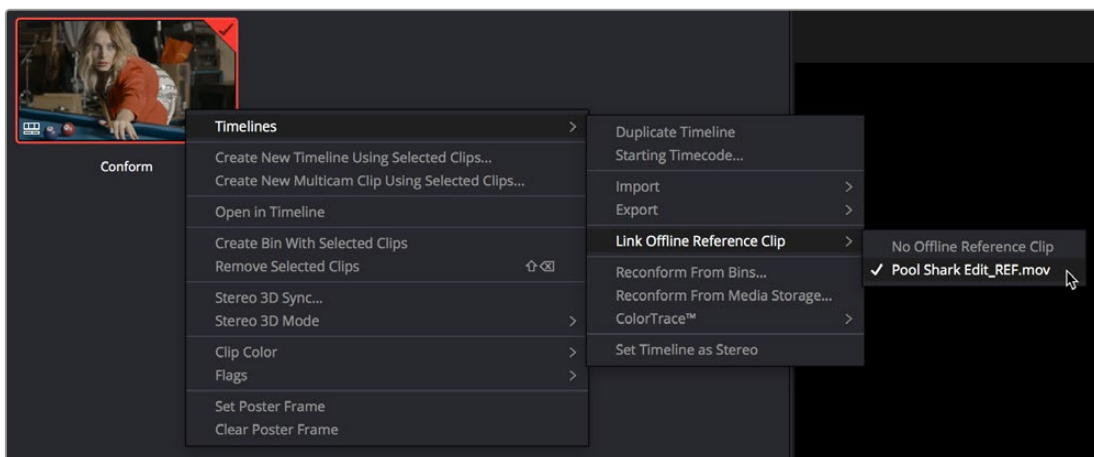 Conform
Timelines
Create New Timeline Using Selected Clips...
Create New Multicam Clip Using Selected Clips...
Open in Timeline
Create Bin With Selected Clips
Remove Selected Clips
Stereo 3D Sync...
Stereo 3D Mode
Clip Color
Flags
Set Poster Frame
Clear Poster Frame
Duplicate Timeline
Starting Timecode...
Import
Export
Link Offline Reference Clip
Reconform From Bins...
Reconform From Media Storage...
ColorTrace™
Set Timeline as Stereo
No Offline Reference Clip
Pool Shark Edit_REF.mov